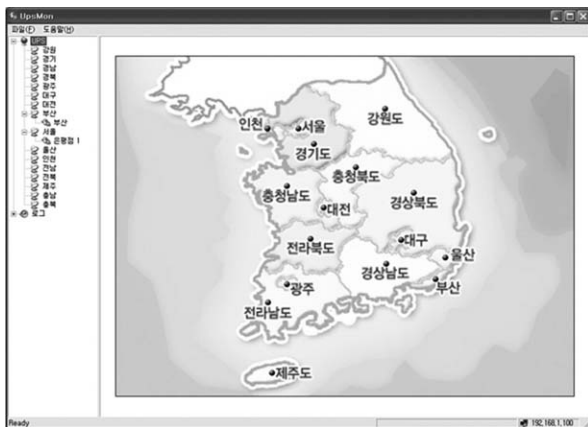 UpsMon
파일(F) 도움말(H)
UPS
강원
경기
경남
경북
광주
대구
대전
부산
부산
서울
은평점 1
울산
인천
전남
전북
제주
충남
충북
로그
인천
서울
강원도
경기도
충청북도
충청남도
대전
경상북도
전라북도
대구
울산
경상남도
광주
부산
전라남도
제주도
Ready
192,168,1,100